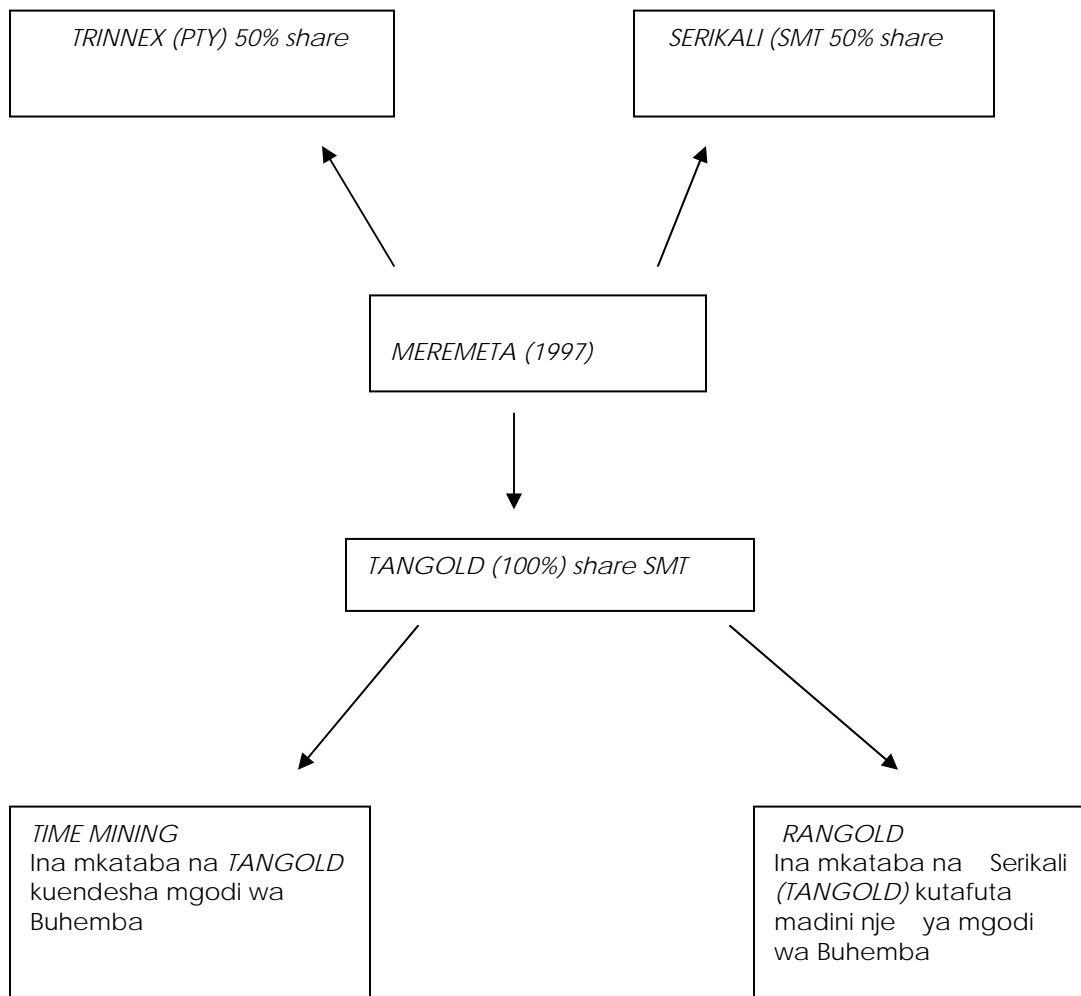 TRINNEX (PTY) 50% share
SERIKALI (SMT 50% share
MEREMETA (1997)
TANGOLD (100%) share SMT
TIME MINING
Ina mkataba na TANGOLD
kuendesha mgodi wa
Buhemba
RANGOLD
Ina mkataba na Serikali
(TANGOLD) kutafuta
madini nje ya mgodi
wa Buhemba